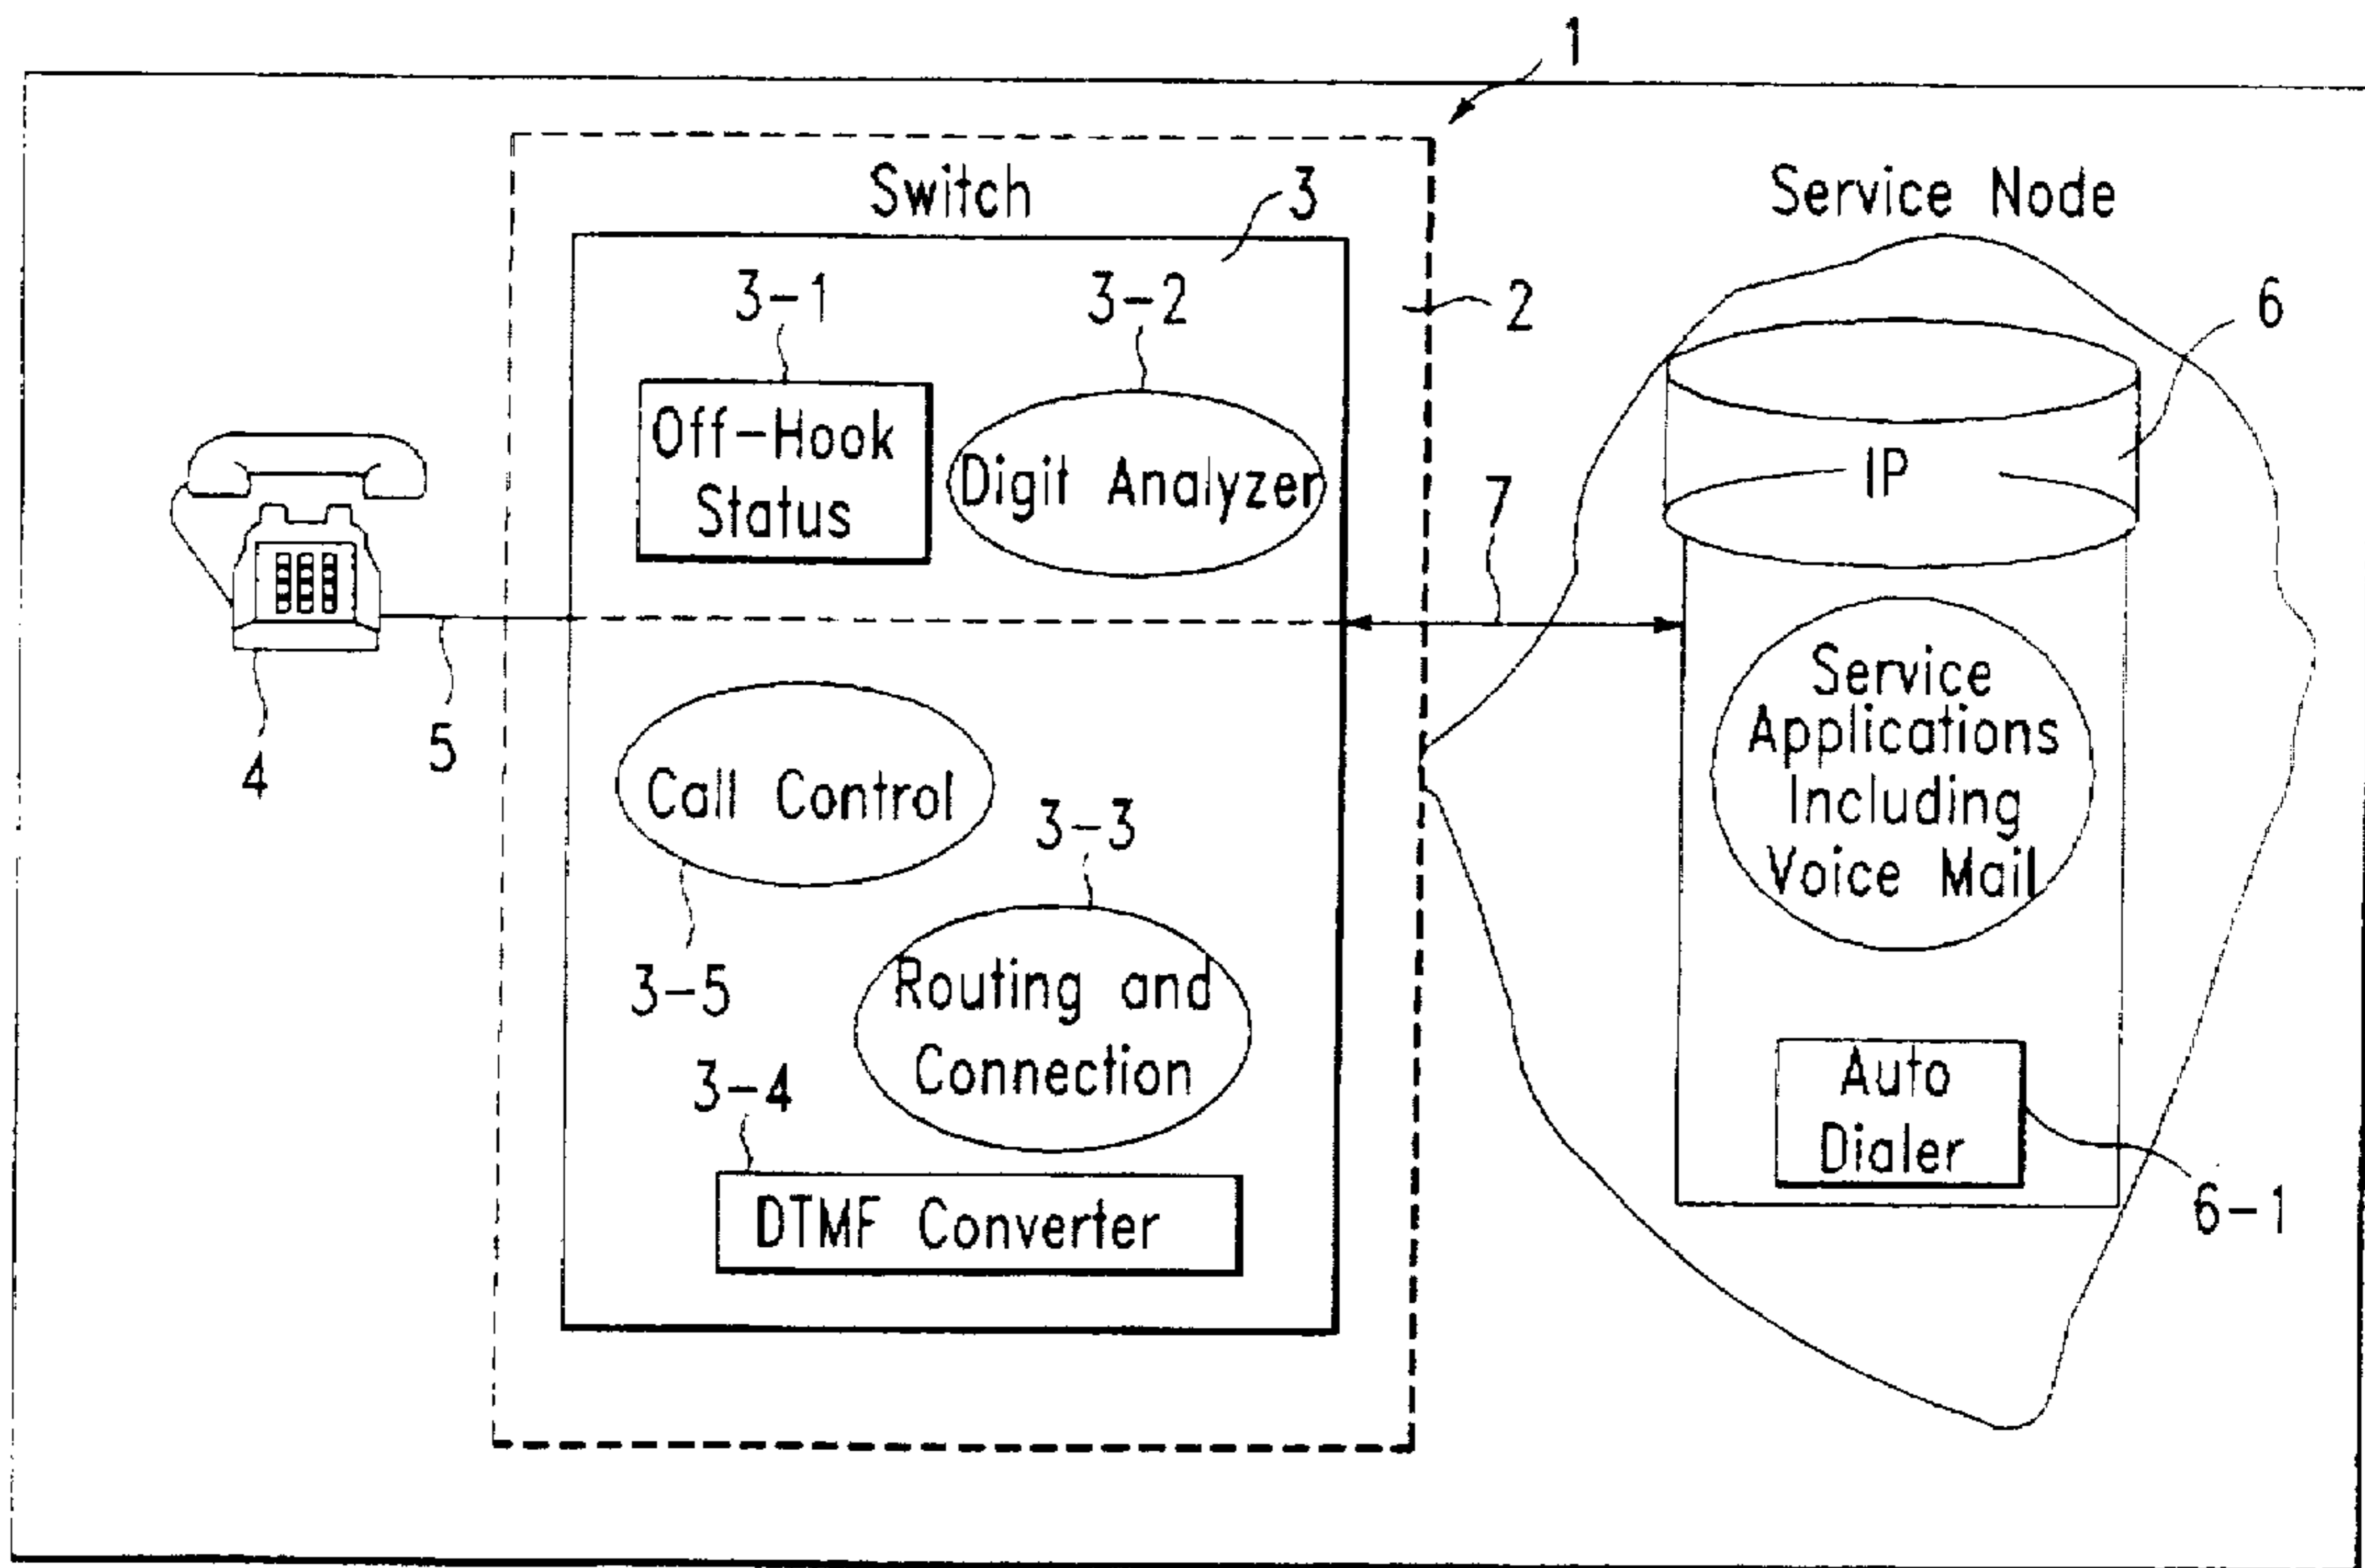 1
Switch
3
Service Node
3-1
3-2
2
6
Off-Hook
Status
Digit Analyzer
IP
7
4
5
Service
Applications
Including
Voice Mail
Call Control
3-3
3-5
Routing and
Connection
3-4
Auto
Dialer
DTMF Converter
6-1